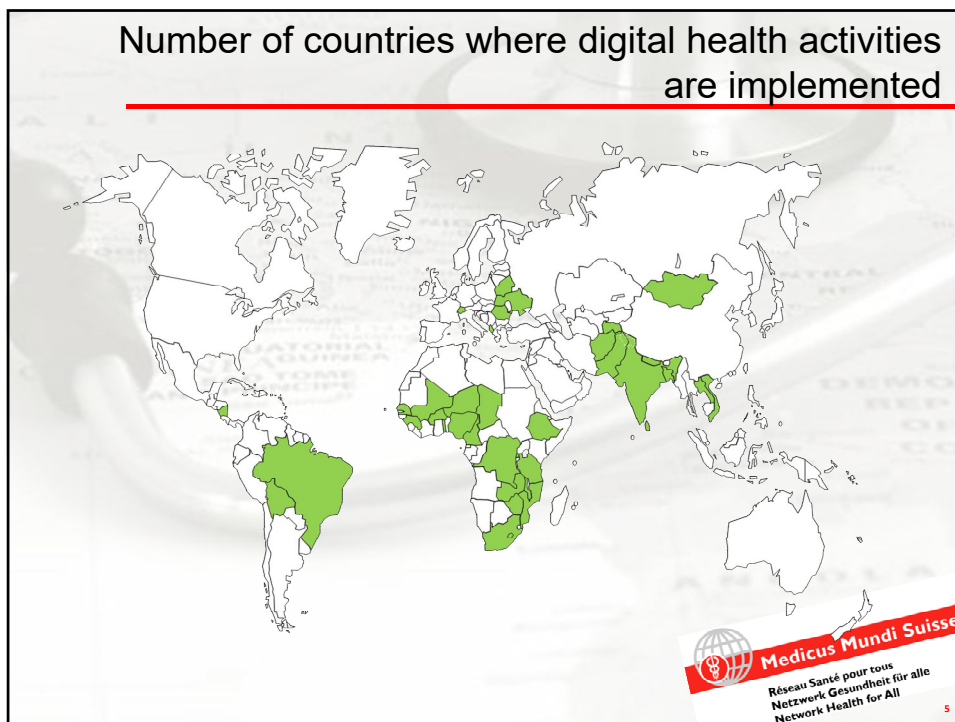 Number of countries where digital health activities
are implemented
Medicus Mundi Suisse
Réseau Santé pour tous
Netzwerk Gesundheit für alle
Network Health for All
5